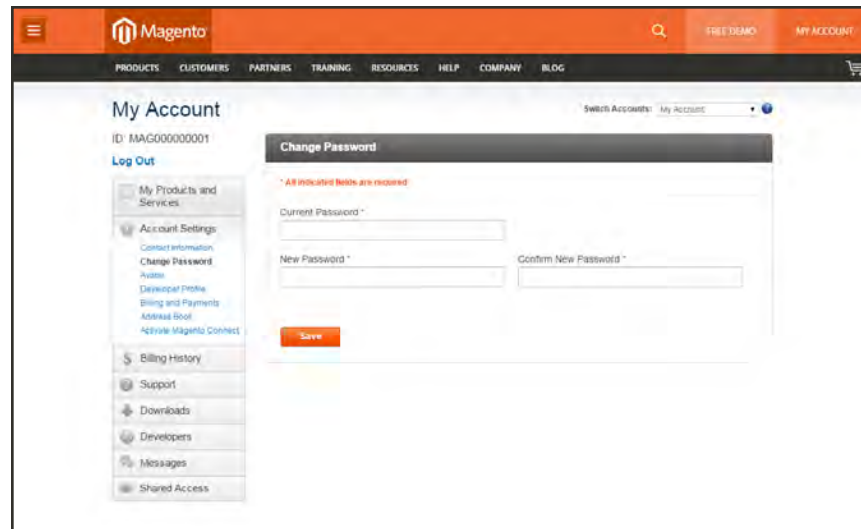 Magento
FREE DEMO
MY ACCOUNT
PRODUCTS CUSTOMERS PARTNERS TRAINING RESOURCES HELP COMPANY BLOG
My Account
Switch Accounts: My Account
ID: MAG000000001
Log Out
Change Password
* All indicated fields are required
My Products and
Services
Account Settings
Contact Information
Change Password
Avatar
Developer Profile
Billing and Payments
Address Book
Activate Magento Connect
Billing History
Support
Downloads
Developers
Messages
Shared Access
Current Password *
New Password *
Confirm New Password *
Save